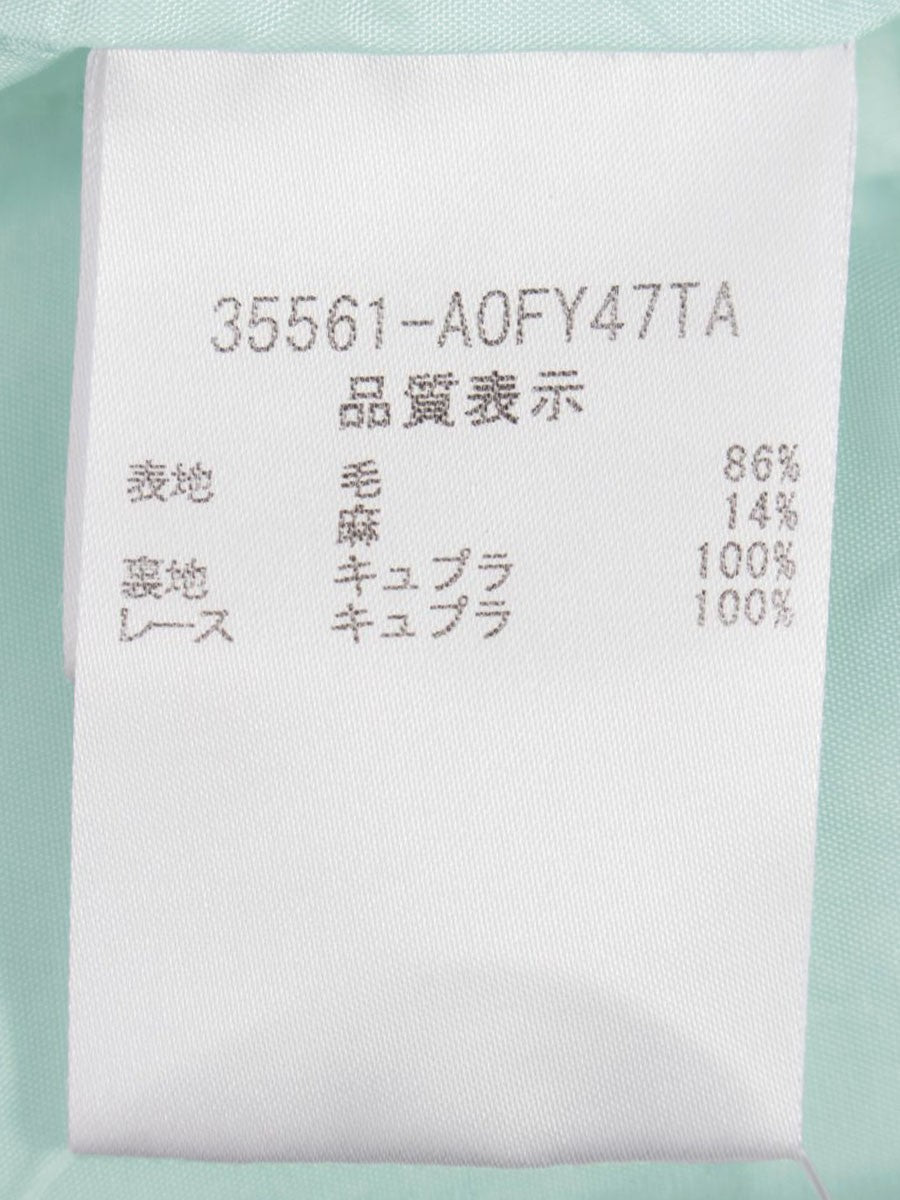 35561-A0FY47TA
品質表示
表地 毛 86%
麻 14%
裏地 キュプラ 100%
レース キュプラ 100%